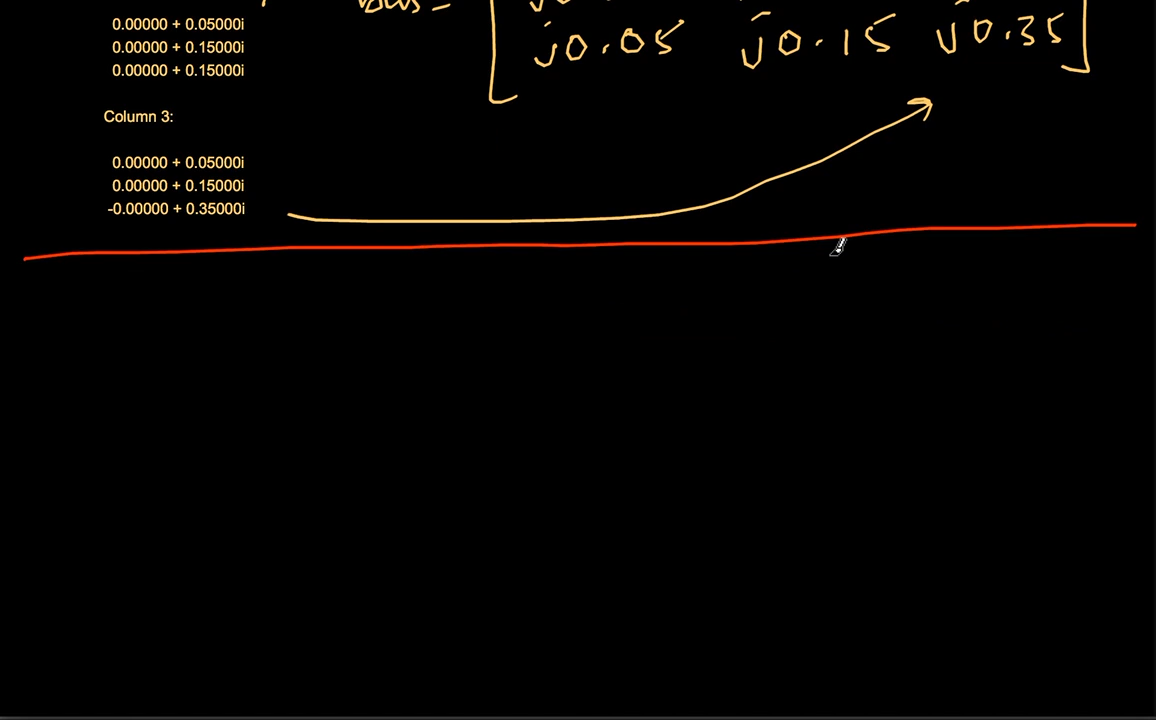 0.00000 + 0.05000i
0.00000 + 0.15000i
0.00000 + 0.15000i
j0.05 j0.15 j0.35
Column 3:
0.00000 + 0.05000i
0.00000 + 0.15000i
-0.00000 + 0.35000i